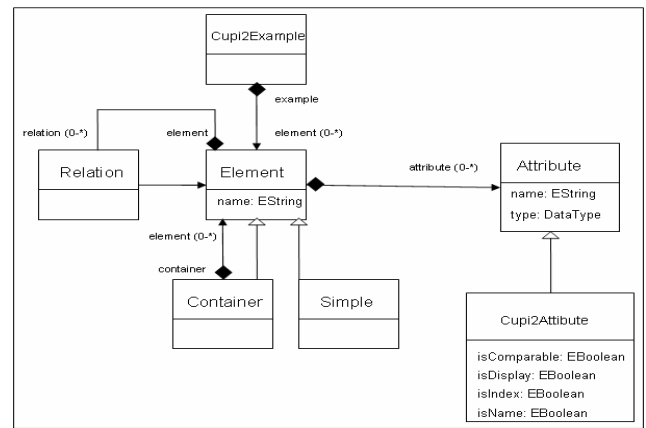 Cupi2Example
example
relation (0-*)
element
element (0-*)
Relation
Element
name: EString
attribute (0-*)
Attribute
name: EString
type: DataType
element (0-*)
container
Container
Simple
Cupi2Attibute
isComparable: EBoolean
isDisplay: EBoolean
isIndex: EBoolean
isName: EBoolean